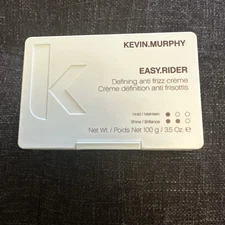 KEVIN.MURPHY
EASY.RIDER
Defining anti frizz crème
Crème définition anti frisottis
Hold / Maintien
Shine / Brillance
Net Wt. / Poids Net 100 g / 3.5 Oz. e